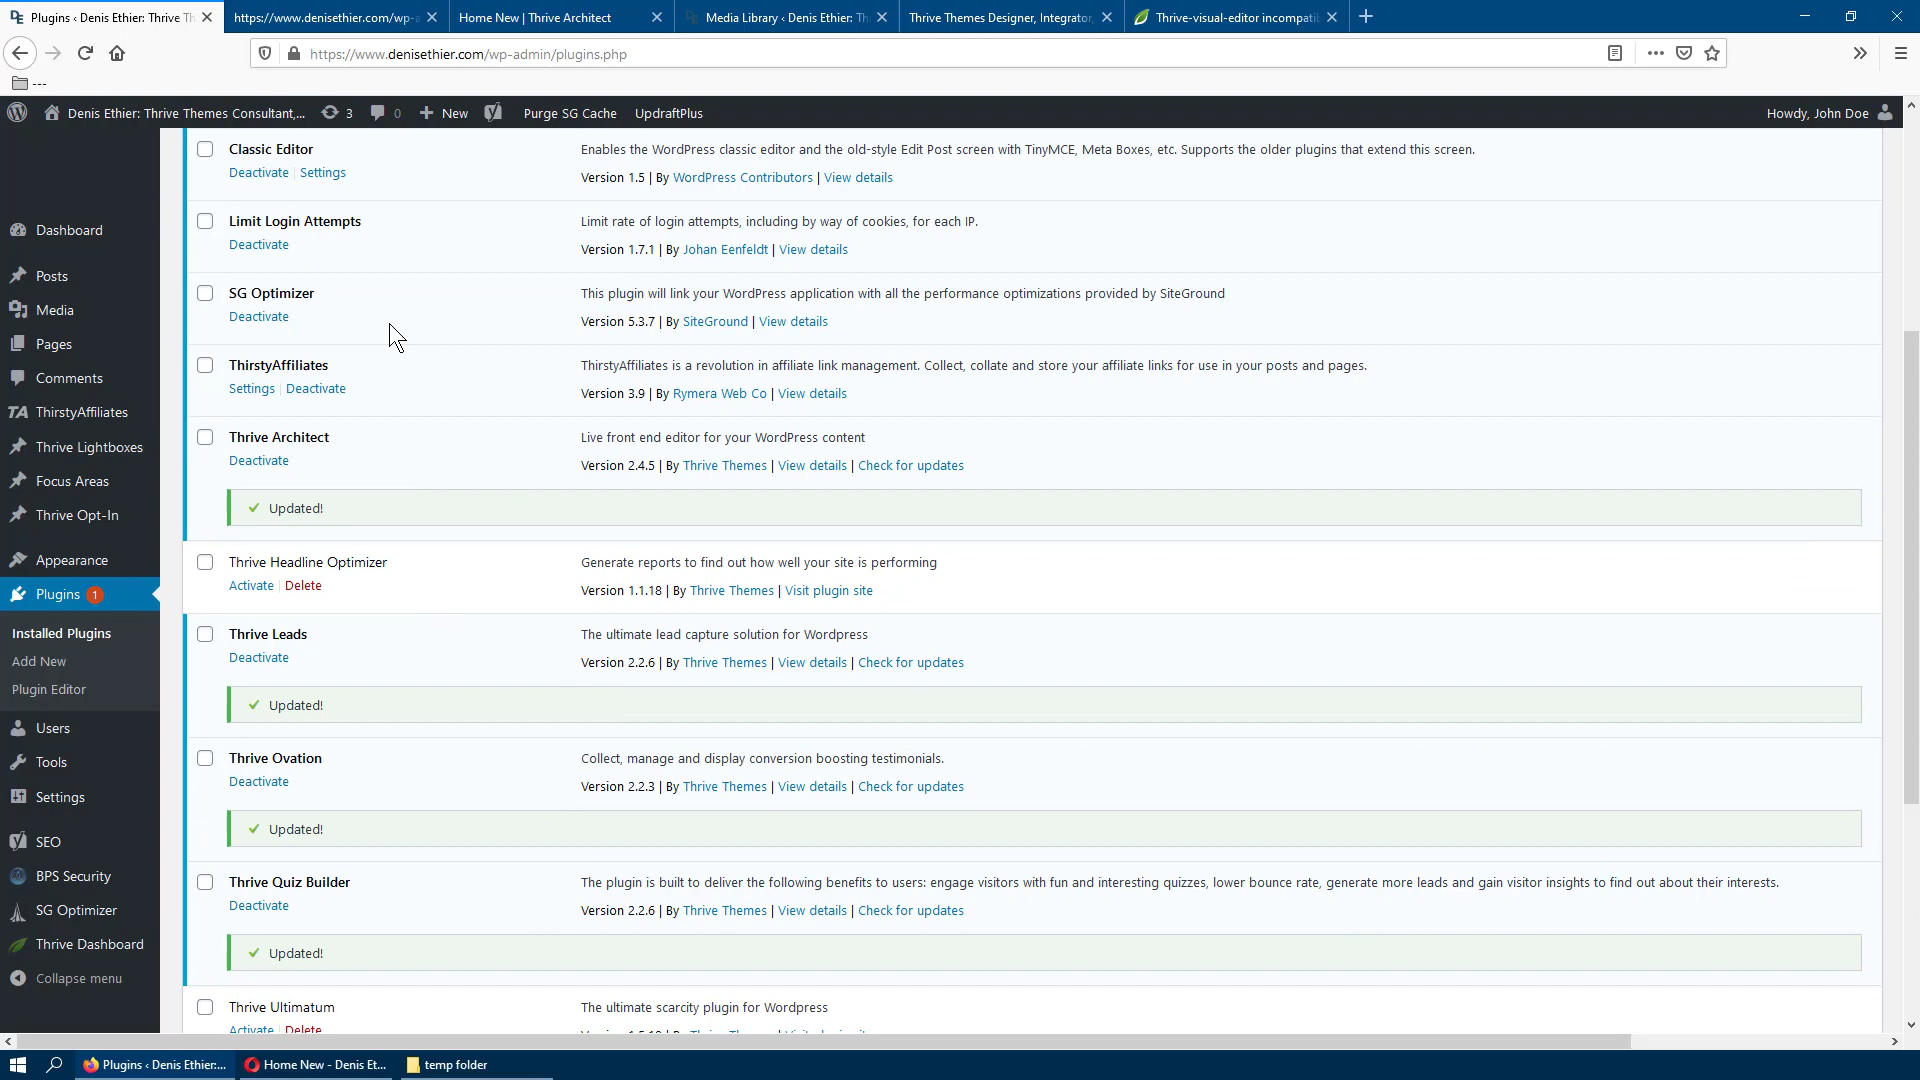 Plugins ‹ Denis Ethier: Thrive Th
https://www.denisethier.com/wp-a
Home New | Thrive Architect
Media Library ‹ Denis Ethier: Th
Thrive Themes Designer, Integrator,
Thrive-visual-editor incompatib
https://www.denisethier.com/wp-admin/plugins.php
---
Denis Ethier: Thrive Themes Consultant,...
3
0
New
Purge SG Cache
UpdraftPlus
Howdy, John Doe
Dashboard
Posts
Media
Pages
Comments
TA ThirstyAffiliates
Thrive Lightboxes
Focus Areas
Thrive Opt-In
Appearance
Plugins 1
Installed Plugins
Add New
Plugin Editor
Users
Tools
Settings
SEO
BPS Security
SG Optimizer
Thrive Dashboard
Collapse menu
Classic Editor
Deactivate | Settings
Enables the WordPress classic editor and the old-style Edit Post screen with TinyMCE, Meta Boxes, etc. Supports the older plugins that extend this screen.
Version 1.5 | By WordPress Contributors | View details
Limit Login Attempts
Deactivate
Limit rate of login attempts, including by way of cookies, for each IP.
Version 1.7.1 | By Johan Eenfeldt | View details
SG Optimizer
Deactivate
This plugin will link your WordPress application with all the performance optimizations provided by SiteGround
Version 5.3.7 | By SiteGround | View details
ThirstyAffiliates
Settings | Deactivate
ThirstyAffiliates is a revolution in affiliate link management. Collect, collate and store your affiliate links for use in your posts and pages.
Version 3.9 | By Rymera Web Co | View details
Thrive Architect
Deactivate
Live front end editor for your WordPress content
Version 2.4.5 | By Thrive Themes | View details | Check for updates
Updated!
Thrive Headline Optimizer
Activate | Delete
Generate reports to find out how well your site is performing
Version 1.1.18 | By Thrive Themes | Visit plugin site
Thrive Leads
Deactivate
The ultimate lead capture solution for Wordpress
Version 2.2.6 | By Thrive Themes | View details | Check for updates
Updated!
Thrive Ovation
Deactivate
Collect, manage and display conversion boosting testimonials.
Version 2.2.3 | By Thrive Themes | View details | Check for updates
Updated!
Thrive Quiz Builder
Deactivate
The plugin is built to deliver the following benefits to users: engage visitors with fun and interesting quizzes, lower bounce rate, generate more leads and gain visitor insights to find out about their interests.
Version 2.2.6 | By Thrive Themes | View details | Check for updates
Updated!
Thrive Ultimatum
Activate | Delete
The ultimate scarcity plugin for Wordpress
Plugins ‹ Denis Ethier:...
Home New - Denis Et...
temp folder